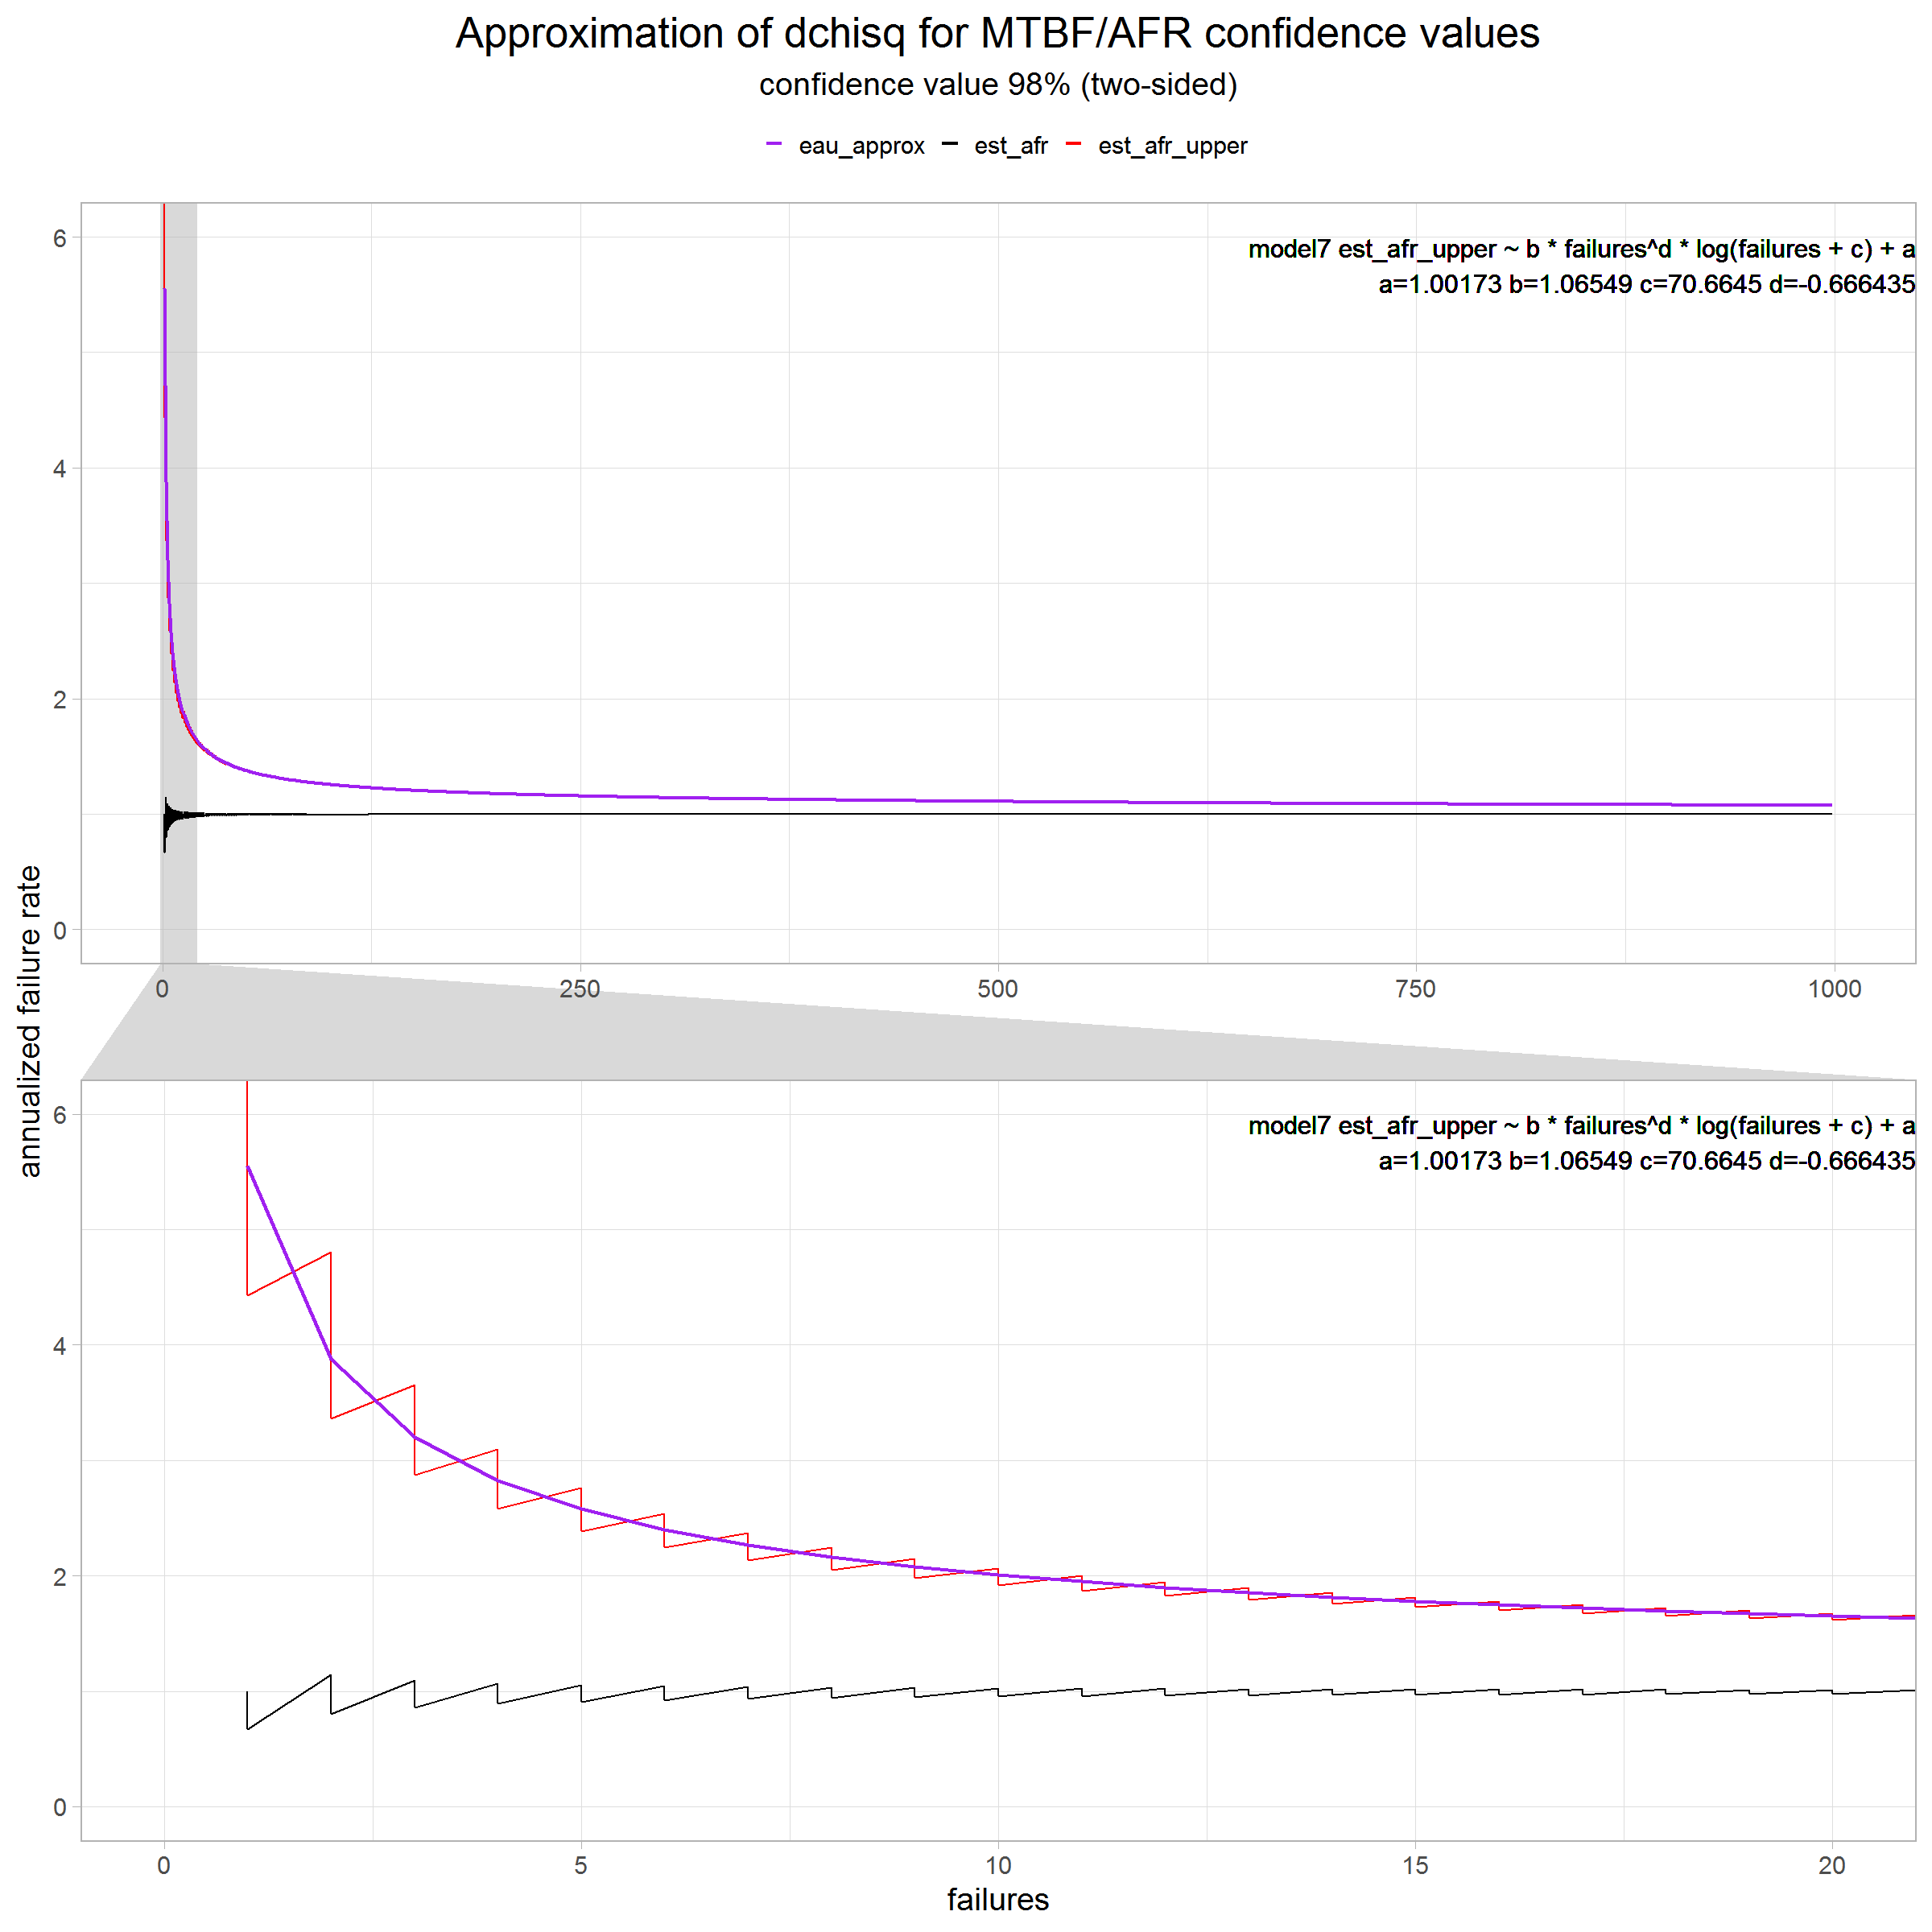 Approximation of dchisq for MTBF/AFR confidence values
confidence value 98% (two-sided)
eau_approx est_afr est_afr_upper
model7 est_afr_upper ~ b * failures^d * log(failures + c) + a
a=1.00173 b=1.06549 c=70.6645 d=-0.666435
6
4
2
0
0 250 500 750 1000
annualized failure rate
model7 est_afr_upper ~ b * failures^d * log(failures + c) + a
a=1.00173 b=1.06549 c=70.6645 d=-0.666435
6
4
2
0
0 5 10 15 20
failures